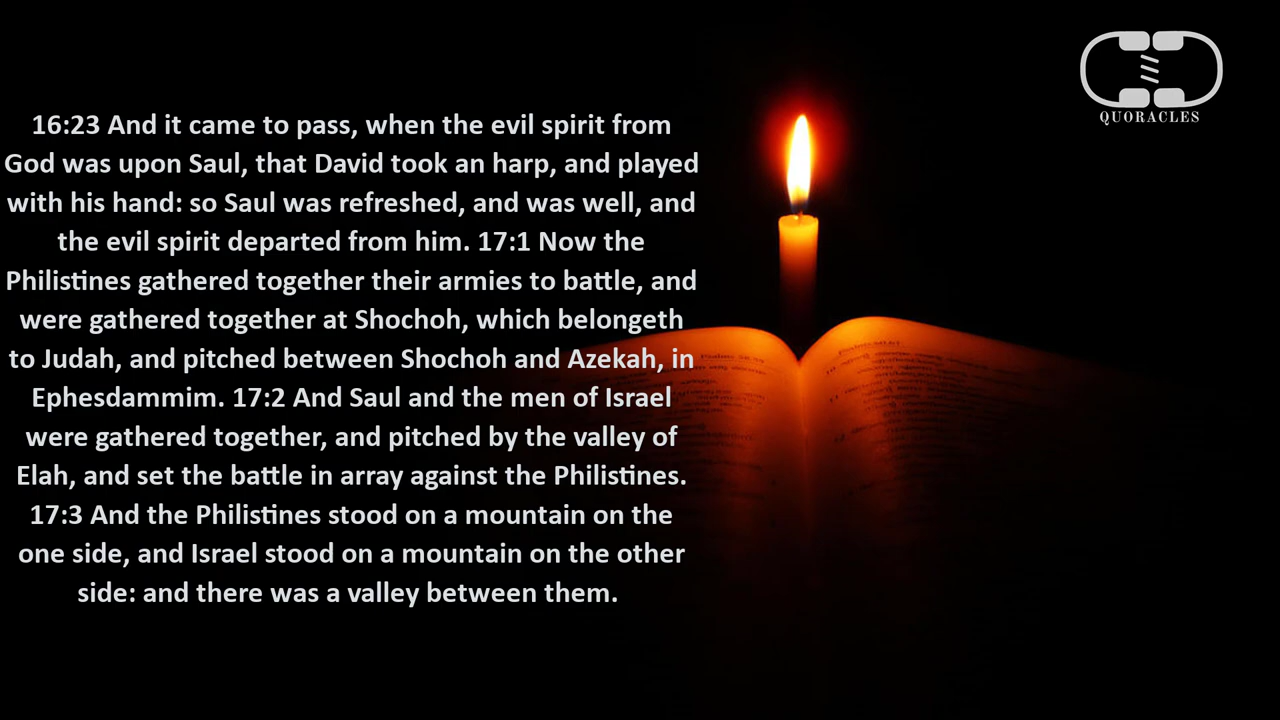 16:23 And it came to pass, when the evil spirit from
God was upon Saul, that David took an harp, and played
with his hand: so Saul was refreshed, and was well, and
the evil spirit departed from him. 17:1 Now the
Philistines gathered together their armies to battle, and
were gathered together at Shochoh, which belongeth
to Judah, and pitched between Shochoh and Azekah, in
Ephesdammim. 17:2 And Saul and the men of Israel
were gathered together, and pitched by the valley of
Elah, and set the battle in array against the Philistines.
17:3 And the Philistines stood on a mountain on the
one side, and Israel stood on a mountain on the other
side: and there was a valley between them.
QUORACLES